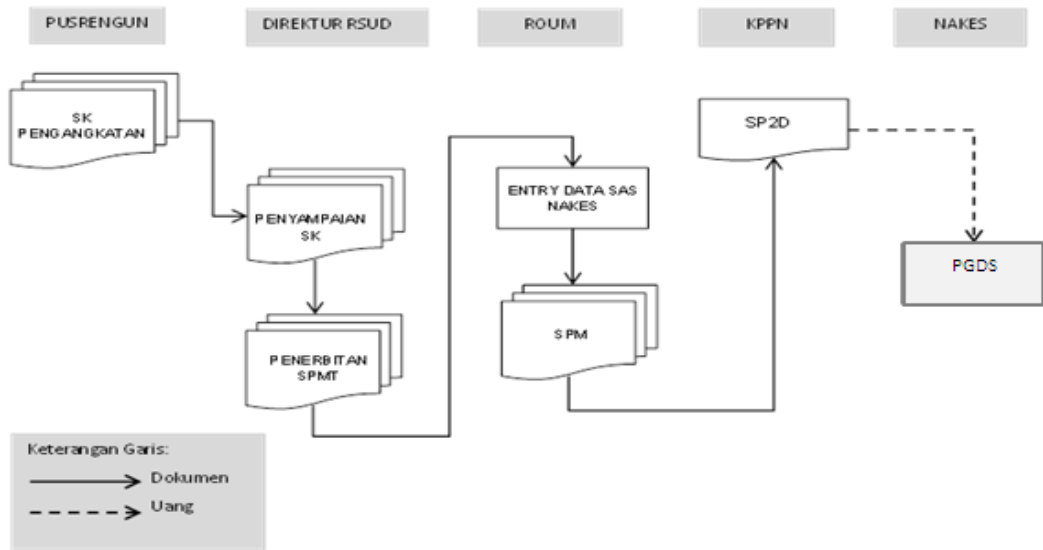 PUSRENGUN
DIREKTUR RSUD
ROUM
KPPN
NAKES
SK
PENGANGKATAN
PENYAMPAIAN
SK
PENERBITAN
SPMT
ENTRY DATA SAS
NAKES
SPM
SP2D
PGDS
Keterangan Garis:
Dokumen
Uang